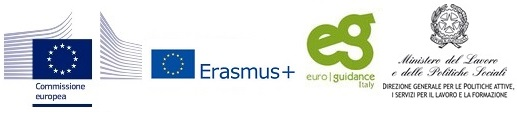 Commissione
europea
Erasmus+
eg
euro|guidance
Italy
Ministero del Lavoro
e delle Politiche Sociali
DIREZIONE GENERALE PER LE POLITICHE ATTIVE,
I SERVIZI PER IL LAVORO E LA FORMAZIONE